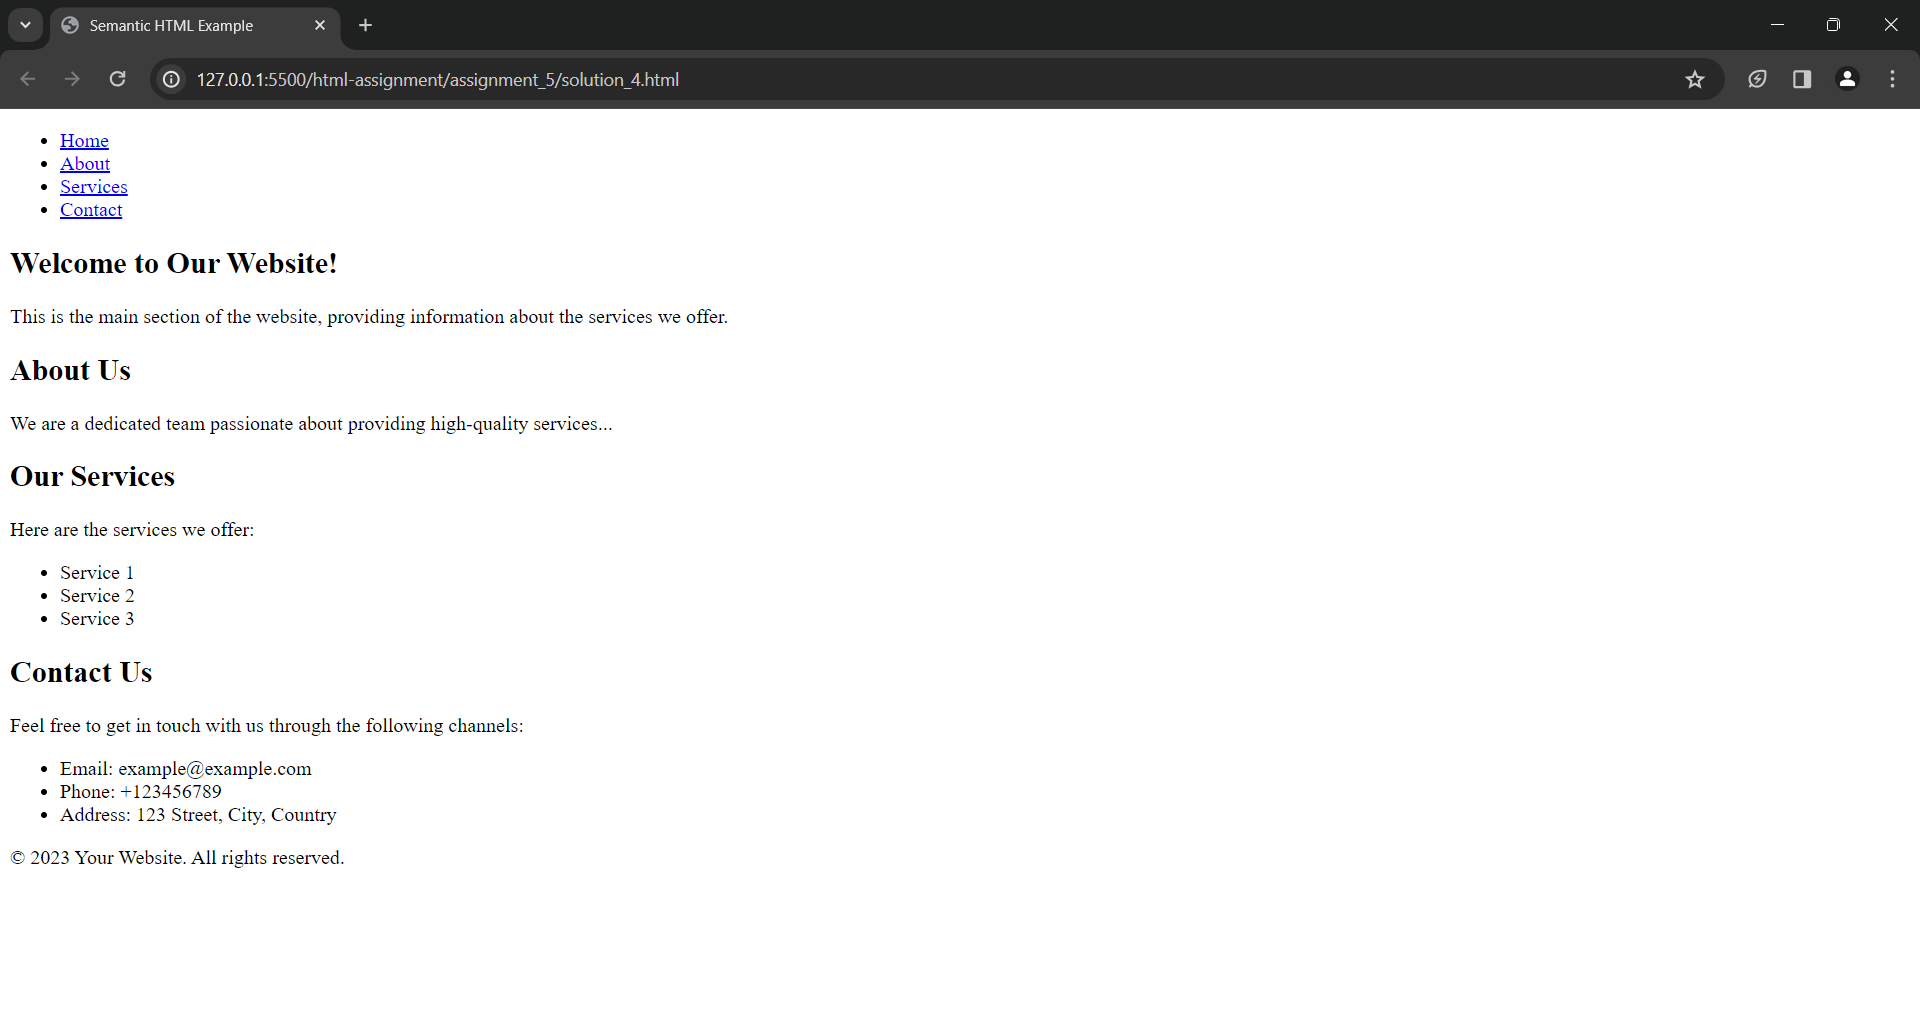 Semantic HTML Example
127.0.0.1:5500/html-assignment/assignment_5/solution_4.html
Home
About
Services
Contact
Welcome to Our Website!
This is the main section of the website, providing information about the services we offer.
About Us
We are a dedicated team passionate about providing high-quality services...
Our Services
Here are the services we offer:
Service 1
Service 2
Service 3
Contact Us
Feel free to get in touch with us through the following channels:
Email: example@example.com
Phone: +123456789
Address: 123 Street, City, Country
© 2023 Your Website. All rights reserved.